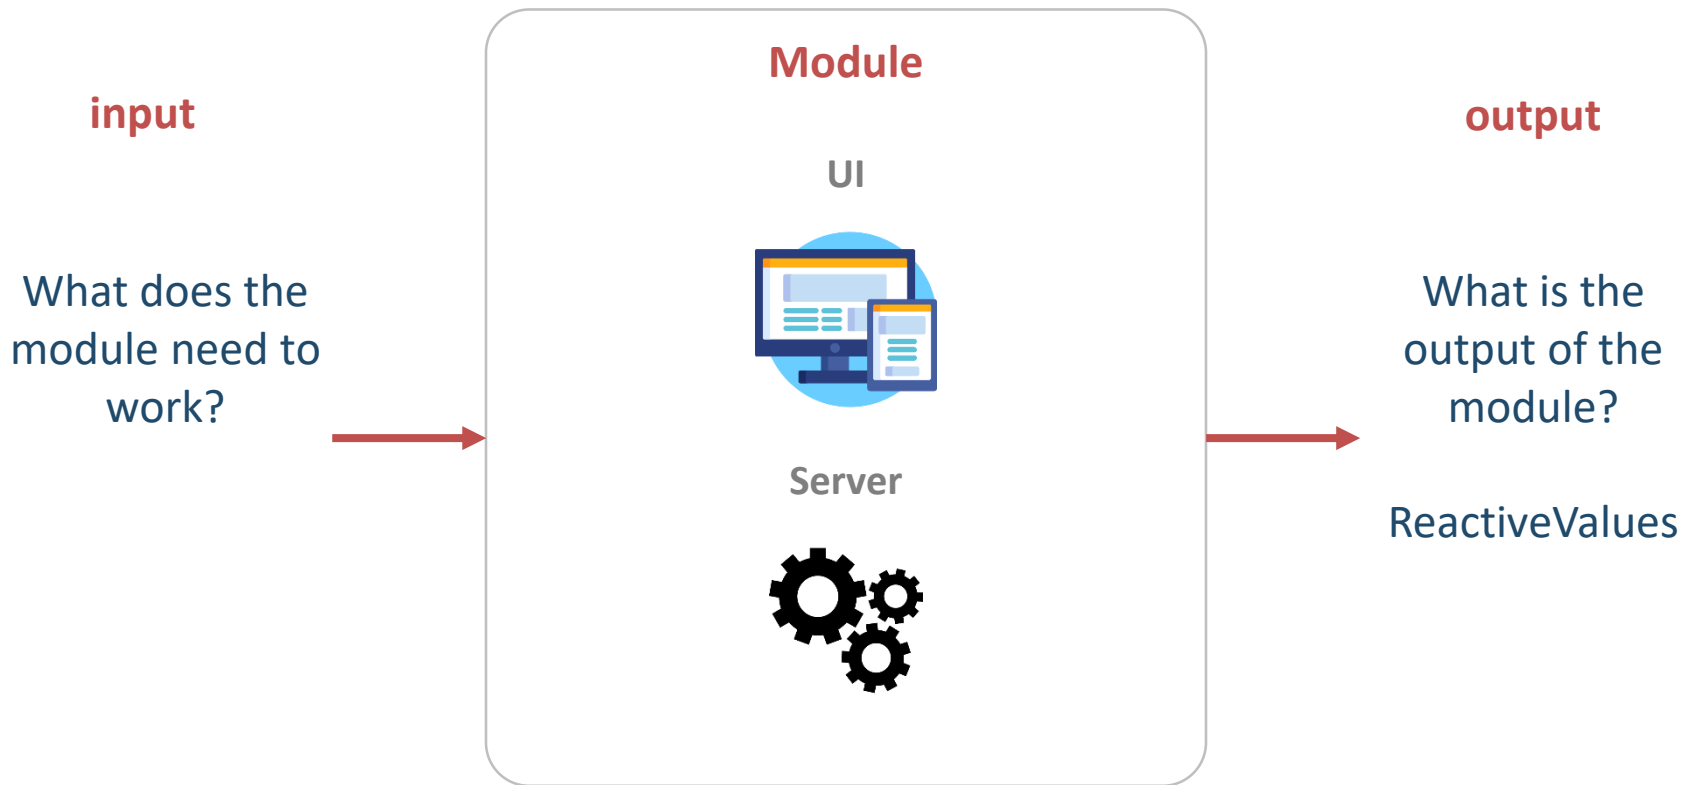 input
What does the
module need to
work?
Module
UI
Server
output
What is the
output of the
module?
ReactiveValues